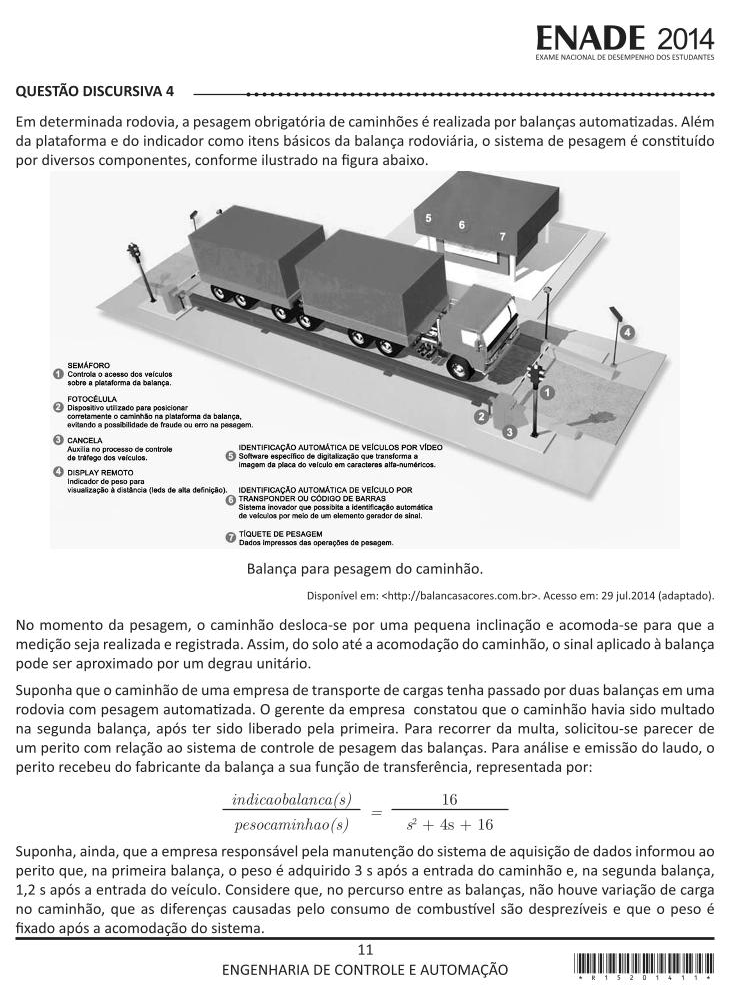 ENADE 2014
EXAME NACIONAL DE DESEMPENHO DOS ESTUDANTES
QUESTÃO DISCURSIVA 4
Em determinada rodovia, a pesagem obrigatória de caminhões é realizada por balanças automatizadas. Além
da plataforma e do indicador como itens básicos da balança rodoviária, o sistema de pesagem é constituído
por diversos componentes, conforme ilustrado na figura abaixo.
5
6
7
4
1
2
3
SEMÁFORO
1 Controla o acesso dos veículos
sobre a plataforma da balança.
FOTOCÉLULA
2 Dispositivo utilizado para posicionar
corretamente o caminhão na plataforma da balança,
evitando a possibilidade de fraude ou erro na pesagem.
3 CANCELA
Auxilia no processo de controle
de tráfego dos veículos.
4 DISPLAY REMOTO
Indicador de peso para
visualização à distância (leds de alta definição).
IDENTIFICAÇÃO AUTOMÁTICA DE VEÍCULOS POR VÍDEO
5 Software específico de digitalização que transforma a
imagem da placa do veículo em caracteres alfa-numéricos.
IDENTIFICAÇÃO AUTOMÁTICA DE VEÍCULO POR
6 TRANSPONDER OU CÓDIGO DE BARRAS
Sistema inovador que possibita a identificação automática
de veículos por meio de um elemento gerador de sinal.
7 TÍQUETE DE PESAGEM
Dados impressos das operações de pesagem.
Balança para pesagem do caminhão.
Disponível em: <http://balancasacores.com.br>. Acesso em: 29 jul.2014 (adaptado).
No momento da pesagem, o caminhão desloca-se por uma pequena inclinação e acomoda-se para que a
medição seja realizada e registrada. Assim, do solo até a acomodação do caminhão, o sinal aplicado à balança
pode ser aproximado por um degrau unitário.
Suponha que o caminhão de uma empresa de transporte de cargas tenha passado por duas balanças em uma
rodovia com pesagem automatizada. O gerente da empresa constatou que o caminhão havia sido multado
na segunda balança, após ter sido liberado pela primeira. Para recorrer da multa, solicitou-se parecer de
um perito com relação ao sistema de controle de pesagem das balanças. Para análise e emissão do laudo, o
perito recebeu do fabricante da balança a sua função de transferência, representada por:
indicaobalanca(s) / pesocaminhao(s) = 16 / s² + 4s + 16
Suponha, ainda, que a empresa responsável pela manutenção do sistema de aquisição de dados informou ao
perito que, na primeira balança, o peso é adquirido 3 s após a entrada do caminhão e, na segunda balança,
1,2 s após a entrada do veículo. Considere que, no percurso entre as balanças, não houve variação de carga
no caminhão, que as diferenças causadas pelo consumo de combustível são desprezíveis e que o peso é
fixado após a acomodação do sistema.
11
ENGENHARIA DE CONTROLE E AUTOMAÇÃO
* R 1 5 2 0 1 4 1 1 *